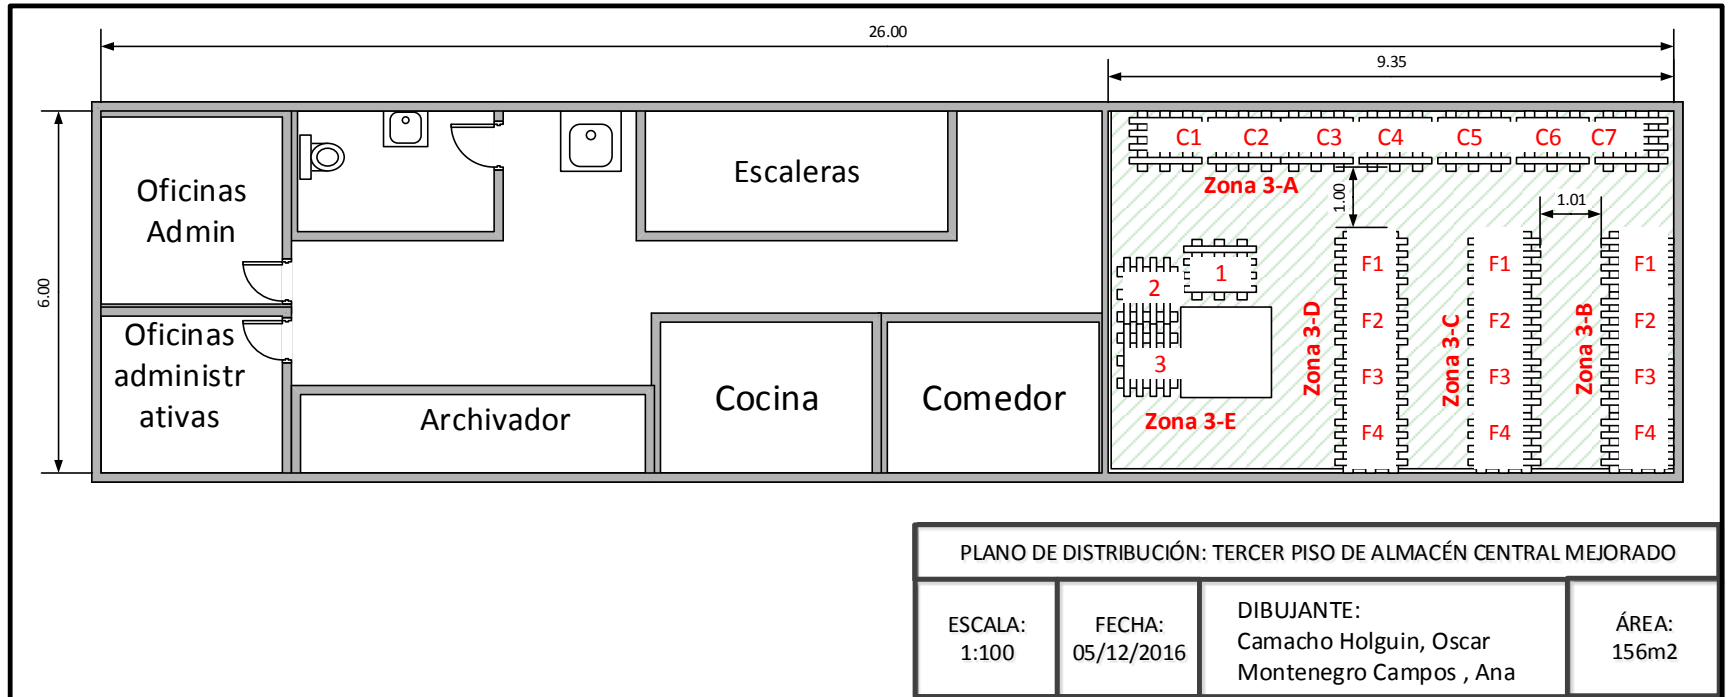 26.00
9.35
6.00
Oficinas
Admin
Escaleras
C1 C2 C3 C4 C5 C6 C7
Zona 3-A
1.00
1.01
1
2
3
Zona 3-E
Zona 3-D
F1
F2
F3
F4
Zona 3-C
F1
F2
F3
F4
Zona 3-B
F1
F2
F3
F4
Oficinas
administr
ativas
Archivador
Cocina
Comedor
PLANO DE DISTRIBUCIÓN: TERCER PISO DE ALMACÉN CENTRAL MEJORADO
ESCALA:
1:100
FECHA:
05/12/2016
DIBUJANTE:
Camacho Holguin, Oscar
Montenegro Campos , Ana
ÁREA:
156m2